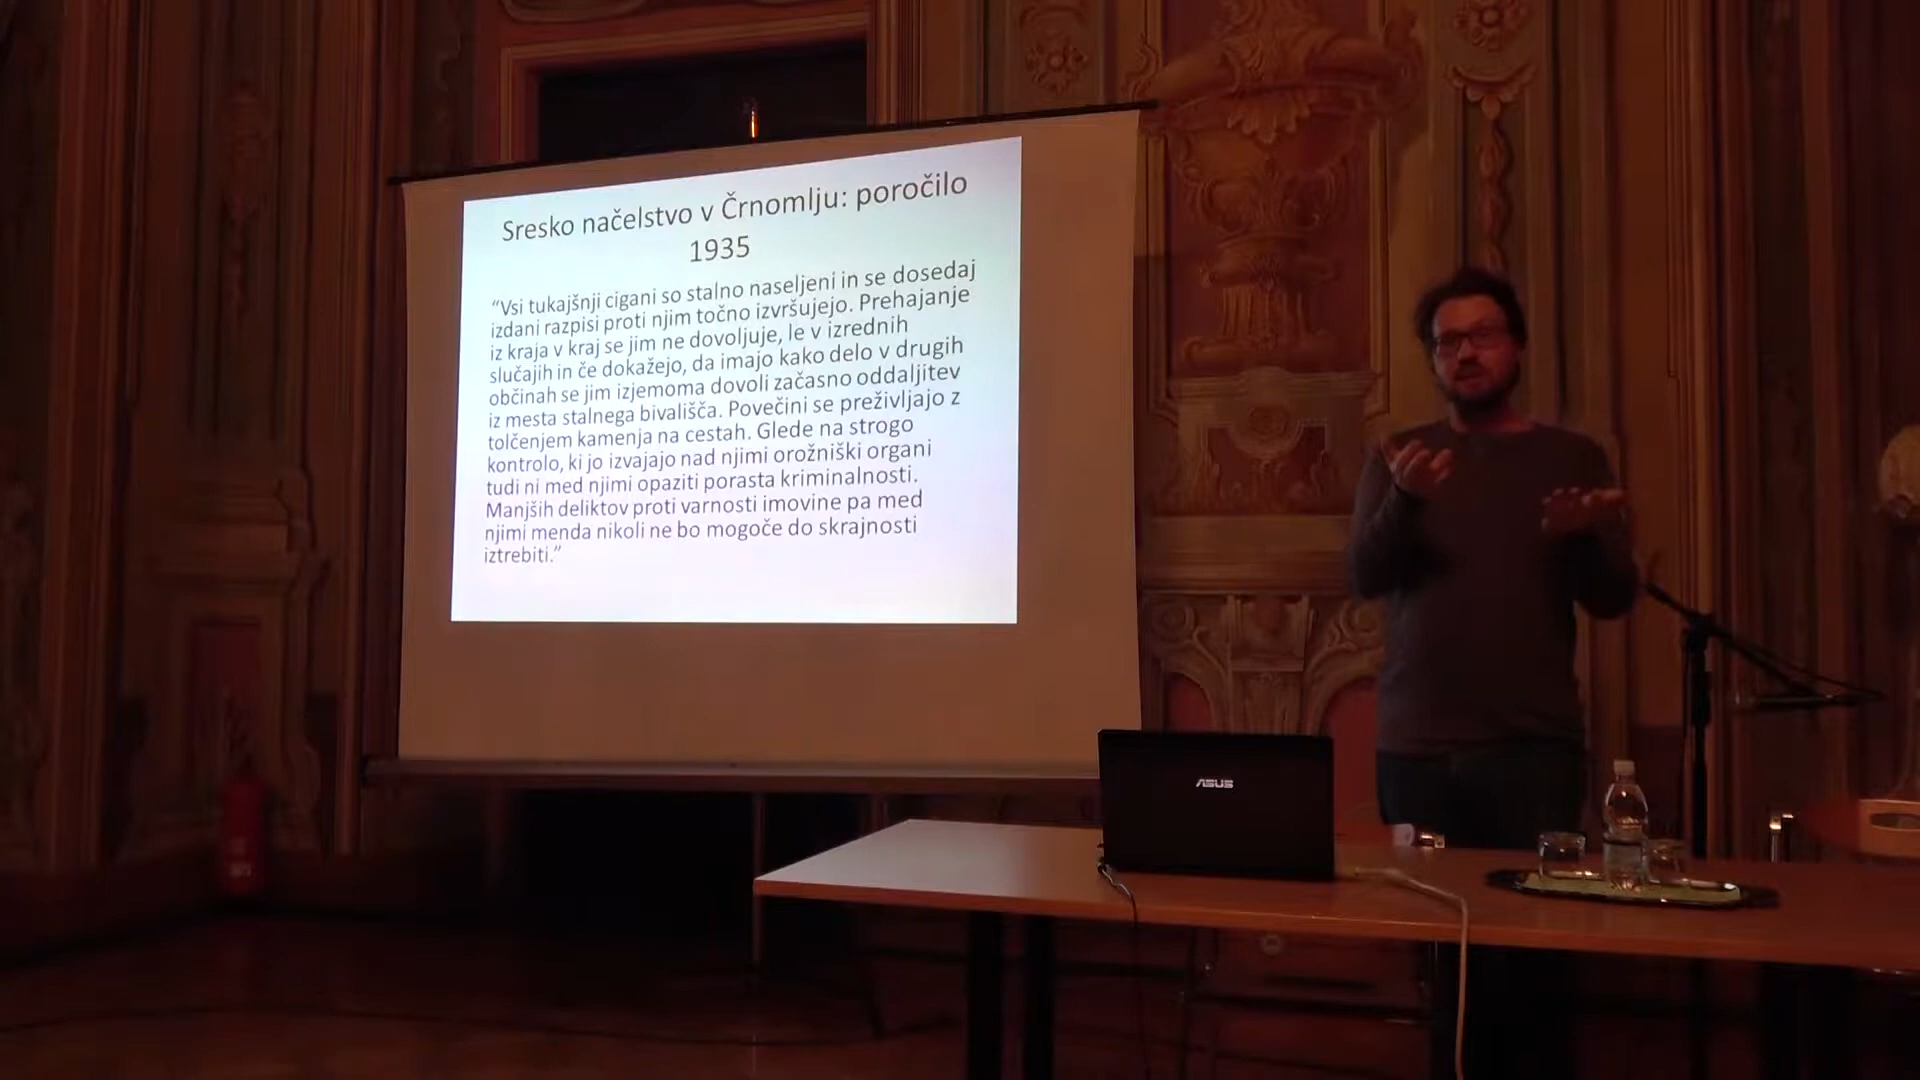 Sresko načelstvo v Črnomlju: poročilo
1935
“Vsi tukajšnji cigani so stalno naseljeni in se dosedaj
izdani razpisi proti njim točno izvršujejo. Prehajanje
iz kraja v kraj se jim ne dovoljuje, le v izrednih
slučajih in če dokažejo, da imajo kako delo v drugih
občinah se jim izjemoma dovoli začasno oddaljitev
iz mesta stalnega bivališča. Povečini se preživljajo z
tolčenjem kamenja na cestah. Glede na strogo
kontrolo, ki jo izvajajo nad njimi orožniški organi
tudi ni med njimi opaziti porasta kriminalnosti.
Manjših deliktov proti varnosti imovine pa med
njimi menda nikoli ne bo mogoče do skrajnosti
iztrebiti.”
ASUS